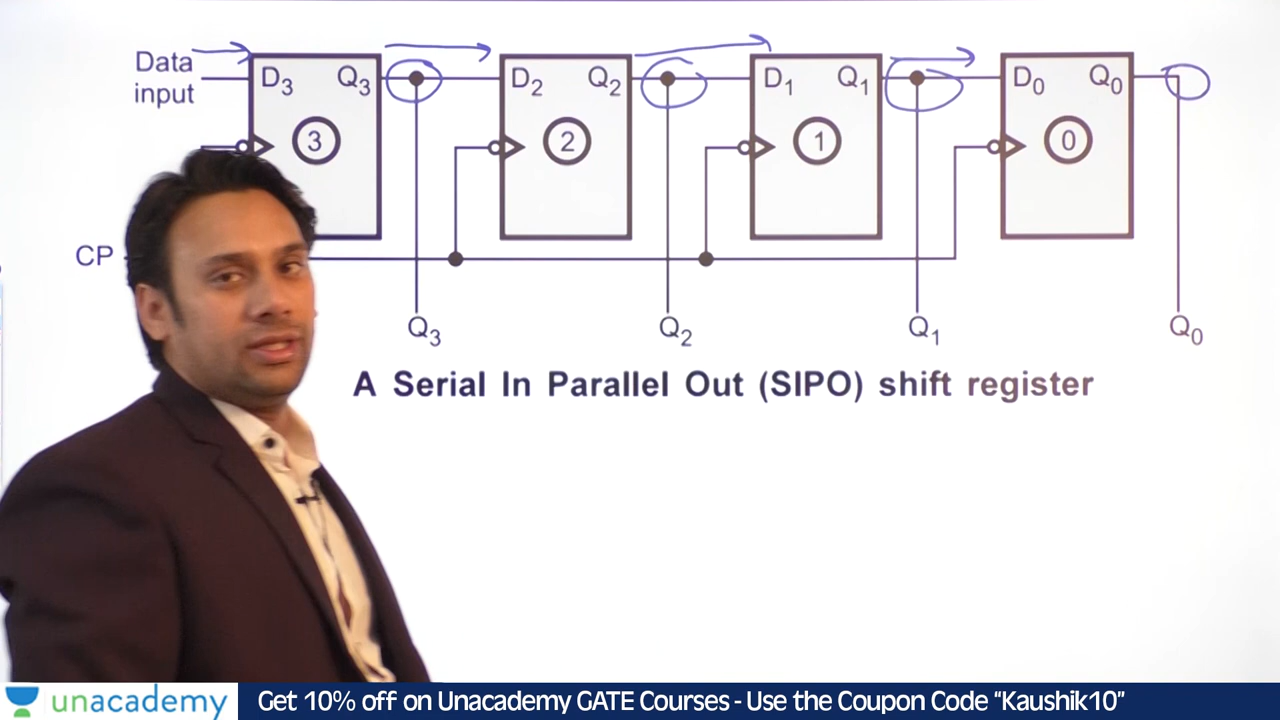 Data
input
D3 Q3 D2 Q2 D1 Q1 D0 Q0
3 2 1 0
CP
Q3 Q2 Q1 Q0
A Serial In Parallel Out (SIPO) shift register
unacademy
Get 10% off on Unacademy GATE Courses - Use the Coupon Code “Kaushik10”